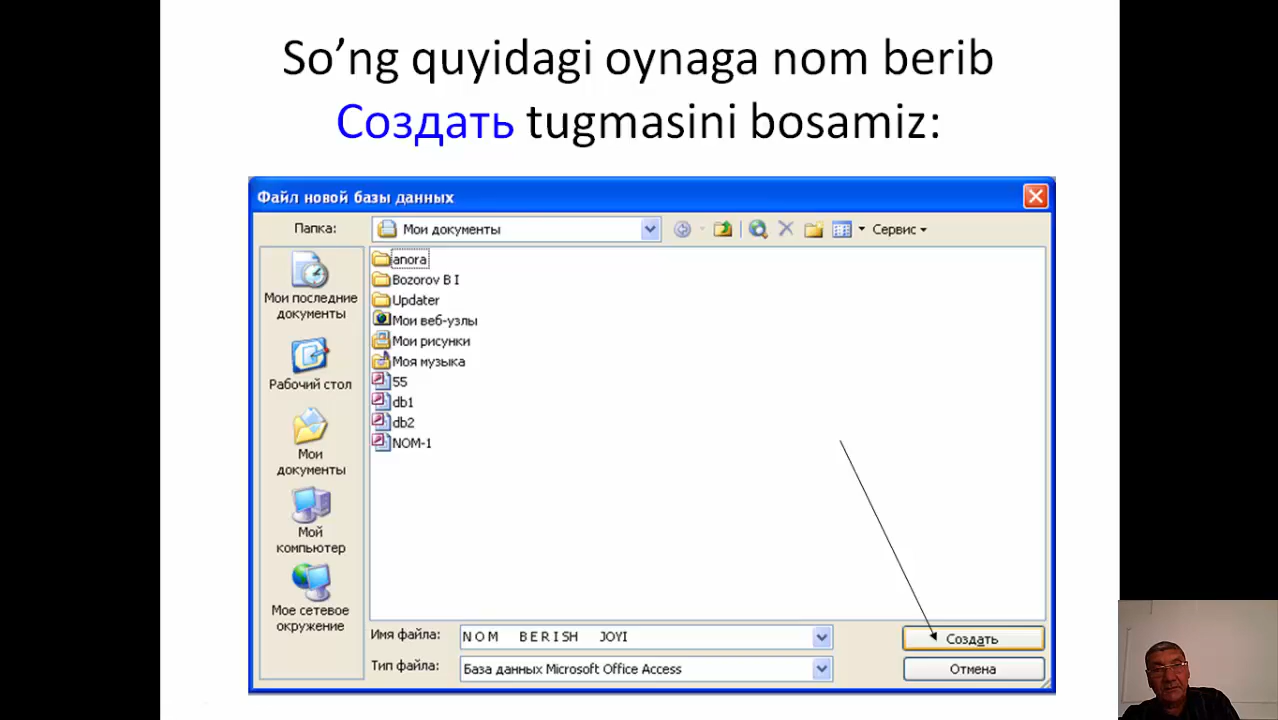 So’ng quyidagi oynaga nom berib
Создать tugmasini bosamiz:
Файл новой базы данных
Папка:
Мои документы
Сервис
Мои последние
документы
Рабочий стол
Мои
документы
Мой
компьютер
Мое сетевое
окружение
anora
Bozorov B I
Updater
Мои веб-узлы
Мои рисунки
Моя музыка
55
db1
db2
NOM-1
Имя файла:
N O M B E R I S H JOYI
Создать
Тип файла:
База данных Microsoft Office Access
Отмена